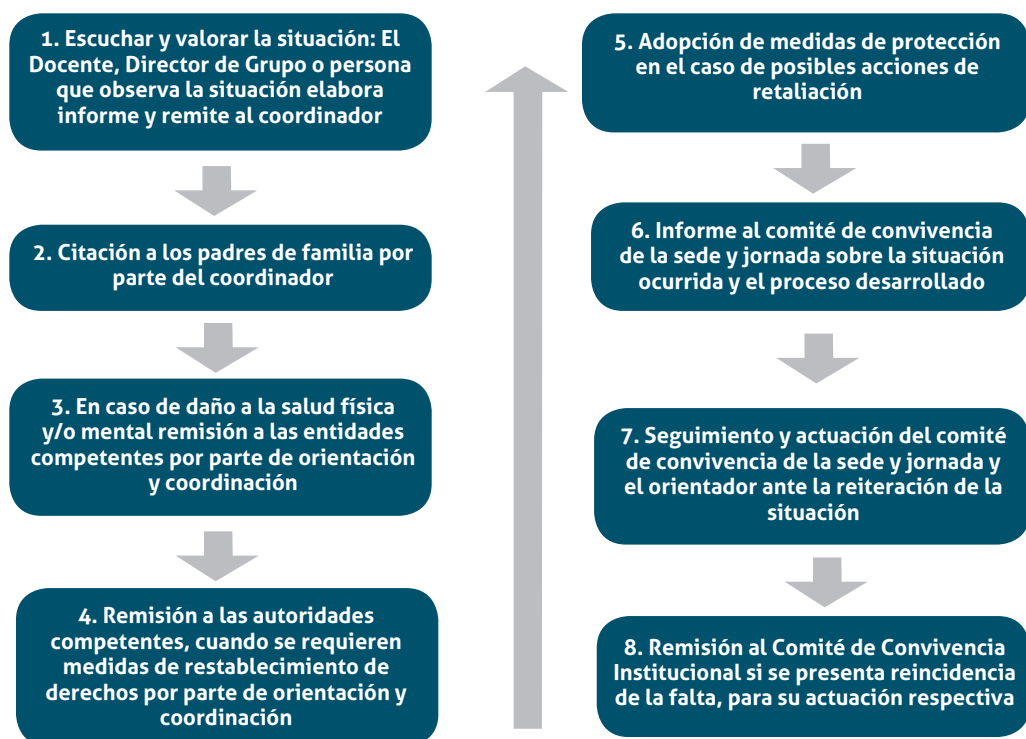 1. Escuchar y valorar la situación: El
Docente, Director de Grupo o persona
que observa la situación elabora
informe y remite al coordinador
2. Citación a los padres de familia por
parte del coordinador
3. En caso de daño a la salud física
y/o mental remisión a las entidades
competentes por parte de orientación
y coordinación
4. Remisión a las autoridades
competentes, cuando se requieren
medidas de restablecimiento de
derechos por parte de orientación y
coordinación
5. Adopción de medidas de protección
en el caso de posibles acciones de
retaliación
6. Informe al comité de convivencia
de la sede y jornada sobre la situación
ocurrida y el proceso desarrollado
7. Seguimiento y actuación del comité
de convivencia de la sede y jornada y
el orientador ante la reiteración de la
situación
8. Remisión al Comité de Convivencia
Institucional si se presenta reincidencia
de la falta, para su actuación respectiva